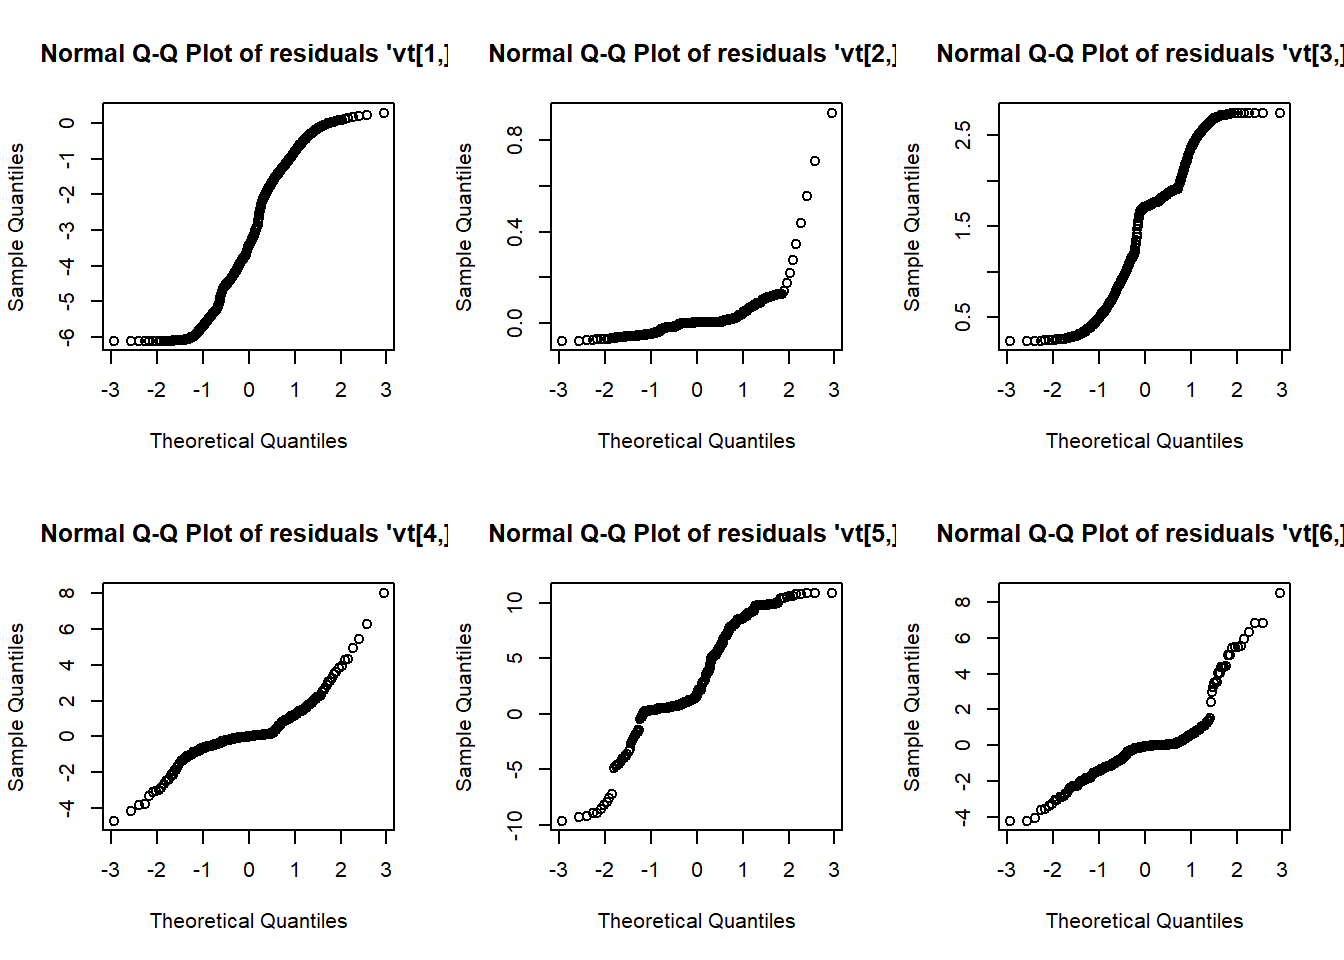 Normal Q-Q Plot of residuals 'vt[1,]
Normal Q-Q Plot of residuals 'vt[2,]
Normal Q-Q Plot of residuals 'vt[3,]
Sample Quantiles
0
-1
-2
-3
-4
-5
-6
-3 -2 -1 0 1 2 3
Theoretical Quantiles
Sample Quantiles
0.8
0.4
0.0
-3 -2 -1 0 1 2 3
Theoretical Quantiles
Sample Quantiles
2.5
1.5
0.5
-3 -2 -1 0 1 2 3
Theoretical Quantiles
Normal Q-Q Plot of residuals 'vt[4,]
Normal Q-Q Plot of residuals 'vt[5,]
Normal Q-Q Plot of residuals 'vt[6,]
Sample Quantiles
8
6
4
2
0
-2
-4
-3 -2 -1 0 1 2 3
Theoretical Quantiles
Sample Quantiles
10
5
0
-5
-10
-3 -2 -1 0 1 2 3
Theoretical Quantiles
Sample Quantiles
8
6
4
2
0
-2
-4
-3 -2 -1 0 1 2 3
Theoretical Quantiles